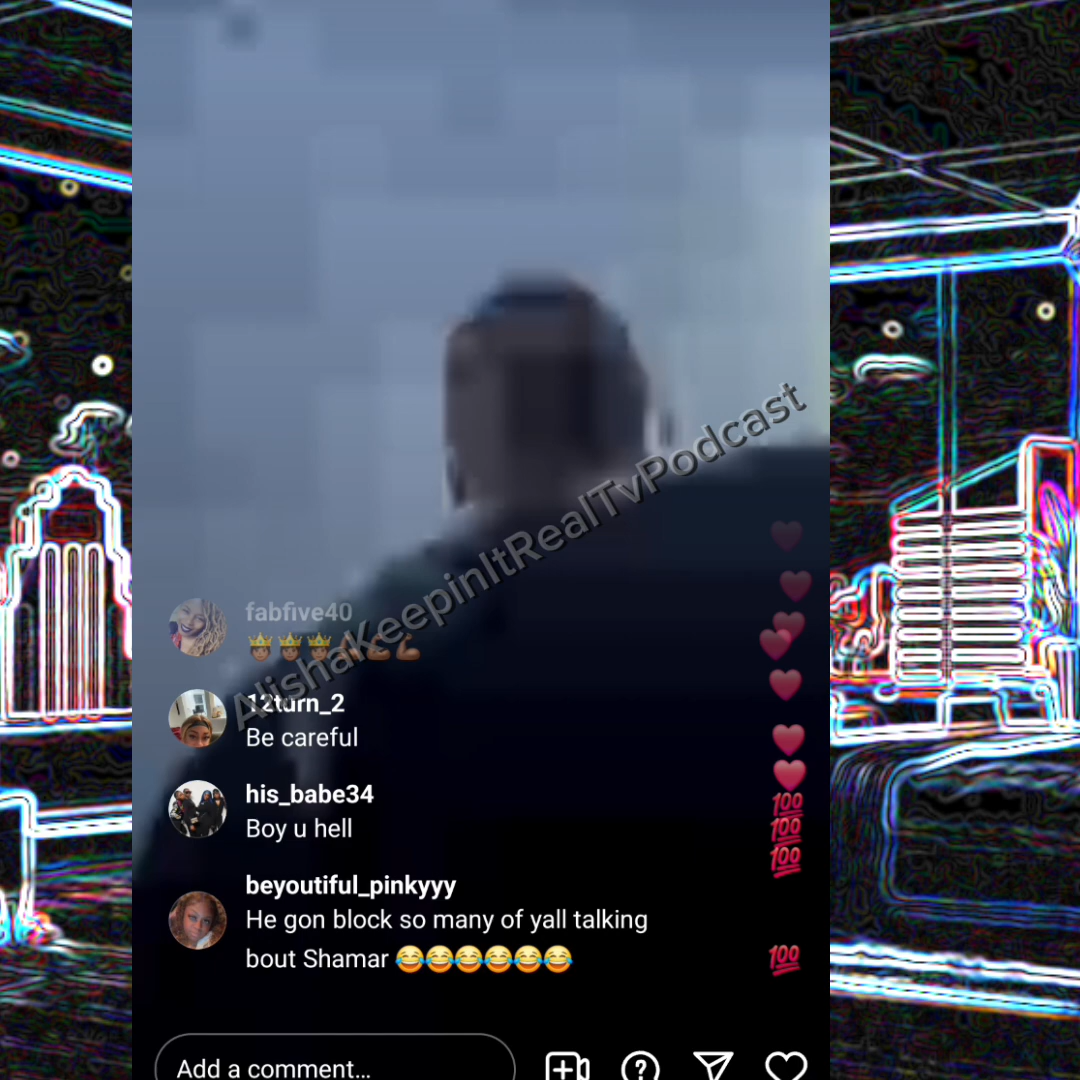 AlishaKeepinItRealTvPodcast
fabfive40
12turn_2
Be careful
his_babe34
Boy u hell
beyoutiful_pinkyyy
He gon block so many of yall talking
bout Shamar 😂😂😂😂😂😂
Add a comment...